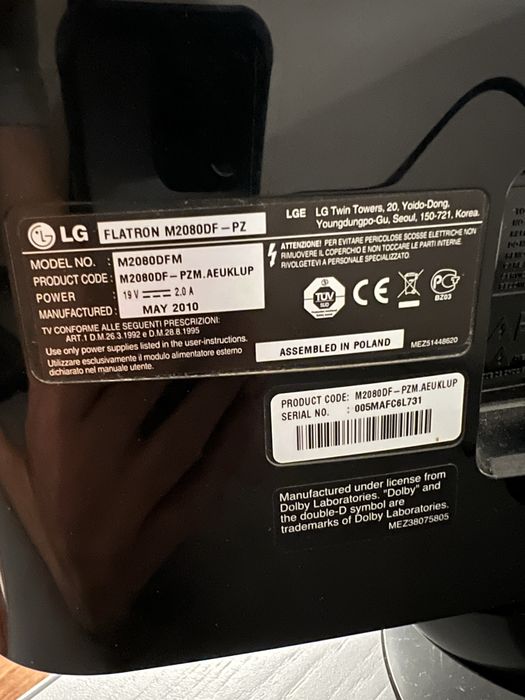 LG FLATRON M2080DF-PZ
LGE LG Twin Towers, 20, Yoido-Dong,
Youngdungpo-Gu, Seoul, 150-721, Korea.
MODEL NO. : M2080DFM
PRODUCT CODE : M2080DF-PZM.AEUKLUP
POWER : 19 V 2.0 A
MANUFACTURED : MAY 2010
ATTENZIONE! PER EVITARE PERICOLOSE SCOSSE ELETTRICHE NON
RIMUOVERE IL COPERCHIO E NON TOCCARE LE PARTI INTERNE.
RIVOLGETEVI A PERSONALE SPECIALIZZATO.
TÜV
SÜD
CE
PCT
BZ03
TV CONFORME ALLE SEGUENTI PRESCRIZIONI:
ART.1 D.M.26.3.1992 e D.M.28.8.1995
Use only power supplies listed in the user-instructions.
Utilizzare esclusivamente il modulo alimentatore esterno
dichiarato nel manuale utente.
ASSEMBLED IN POLAND
MEZ51448620
PRODUCT CODE: M2080DF-PZM.AEUKLUP
SERIAL NO. : 005MAFC6L731
Manufactured under license from
Dolby Laboratories. "Dolby" and
the double-D symbol are
trademarks of Dolby Laboratories.
MEZ38075805